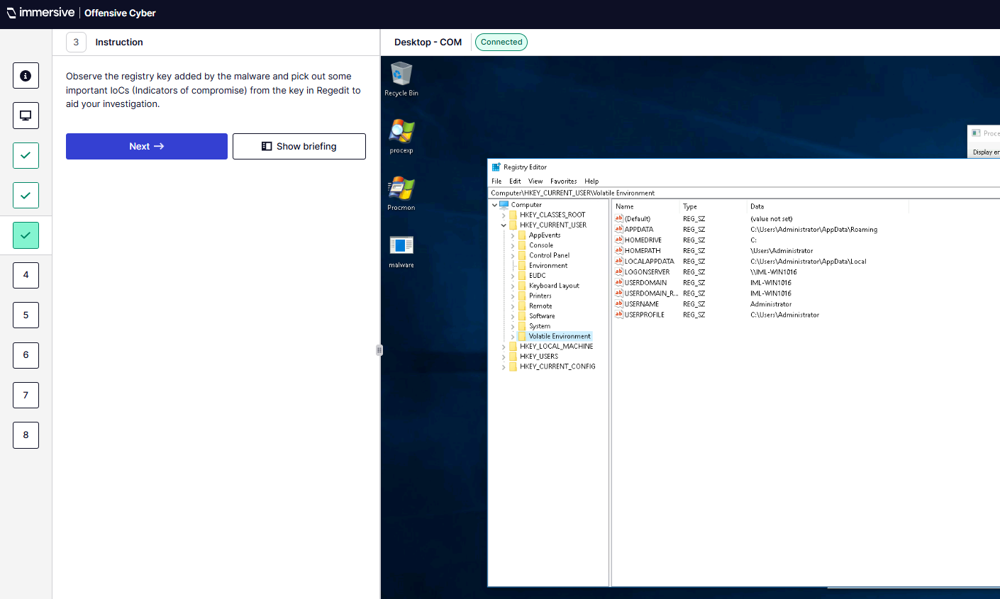 immersive | Offensive Cyber
3 Instruction
Observe the registry key added by the malware and pick out some
important IoCs (Indicators of compromise) from the key in Regedit to
aid your investigation.
Next → Show briefing
4
5
6
7
8
Desktop - COM Connected
Recycle Bin
procexp
Procmon
malware
Proce
Display en
Registry Editor
File Edit View Favorites Help
Computer\HKEY_CURRENT_USER\Volatile Environment
Computer
HKEY_CLASSES_ROOT
HKEY_CURRENT_USER
AppEvents
Console
Control Panel
Environment
EUDC
Keyboard Layout
Printers
Remote
Software
System
Volatile Environment
HKEY_LOCAL_MACHINE
HKEY_USERS
HKEY_CURRENT_CONFIG
Name Type Data
(Default) REG_SZ (value not set)
APPDATA REG_SZ C:\Users\Administrator\AppData\Roaming
HOMEDRIVE REG_SZ C:
HOMEPATH REG_SZ \Users\Administrator
LOCALAPPDATA REG_SZ C:\Users\Administrator\AppData\Local
LOGONSERVER REG_SZ \\IML-WIN1016
USERDOMAIN REG_SZ IML-WIN1016
USERDOMAIN_R... REG_SZ IML-WIN1016
USERNAME REG_SZ Administrator
USERPROFILE REG_SZ C:\Users\Administrator